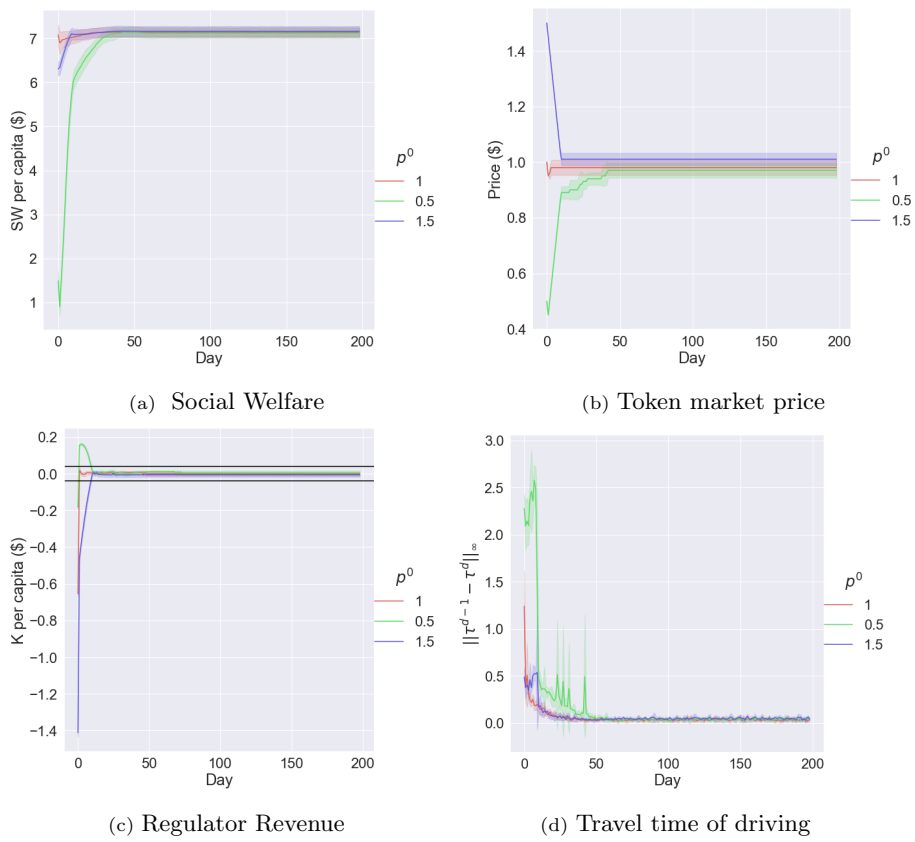 7
6
5
4
3
2
1
SW per capita ($)
0 50 100 150 200
Day
p⁰
1
0.5
1.5
(a) Social Welfare
1.4
1.2
1.0
0.8
0.6
0.4
Price ($)
0 50 100 150 200
Day
p⁰
1
0.5
1.5
(b) Token market price
0.2
0.0
−0.2
−0.4
−0.6
−0.8
−1.0
−1.2
−1.4
K per capita ($)
0 50 100 150 200
Day
p⁰
1
0.5
1.5
(c) Regulator Revenue
3.0
2.5
2.0
1.5
1.0
0.5
0.0
||τᵈ⁻¹ − τᵈ||∞
0 50 100 150 200
Day
p⁰
1
0.5
1.5
(d) Travel time of driving